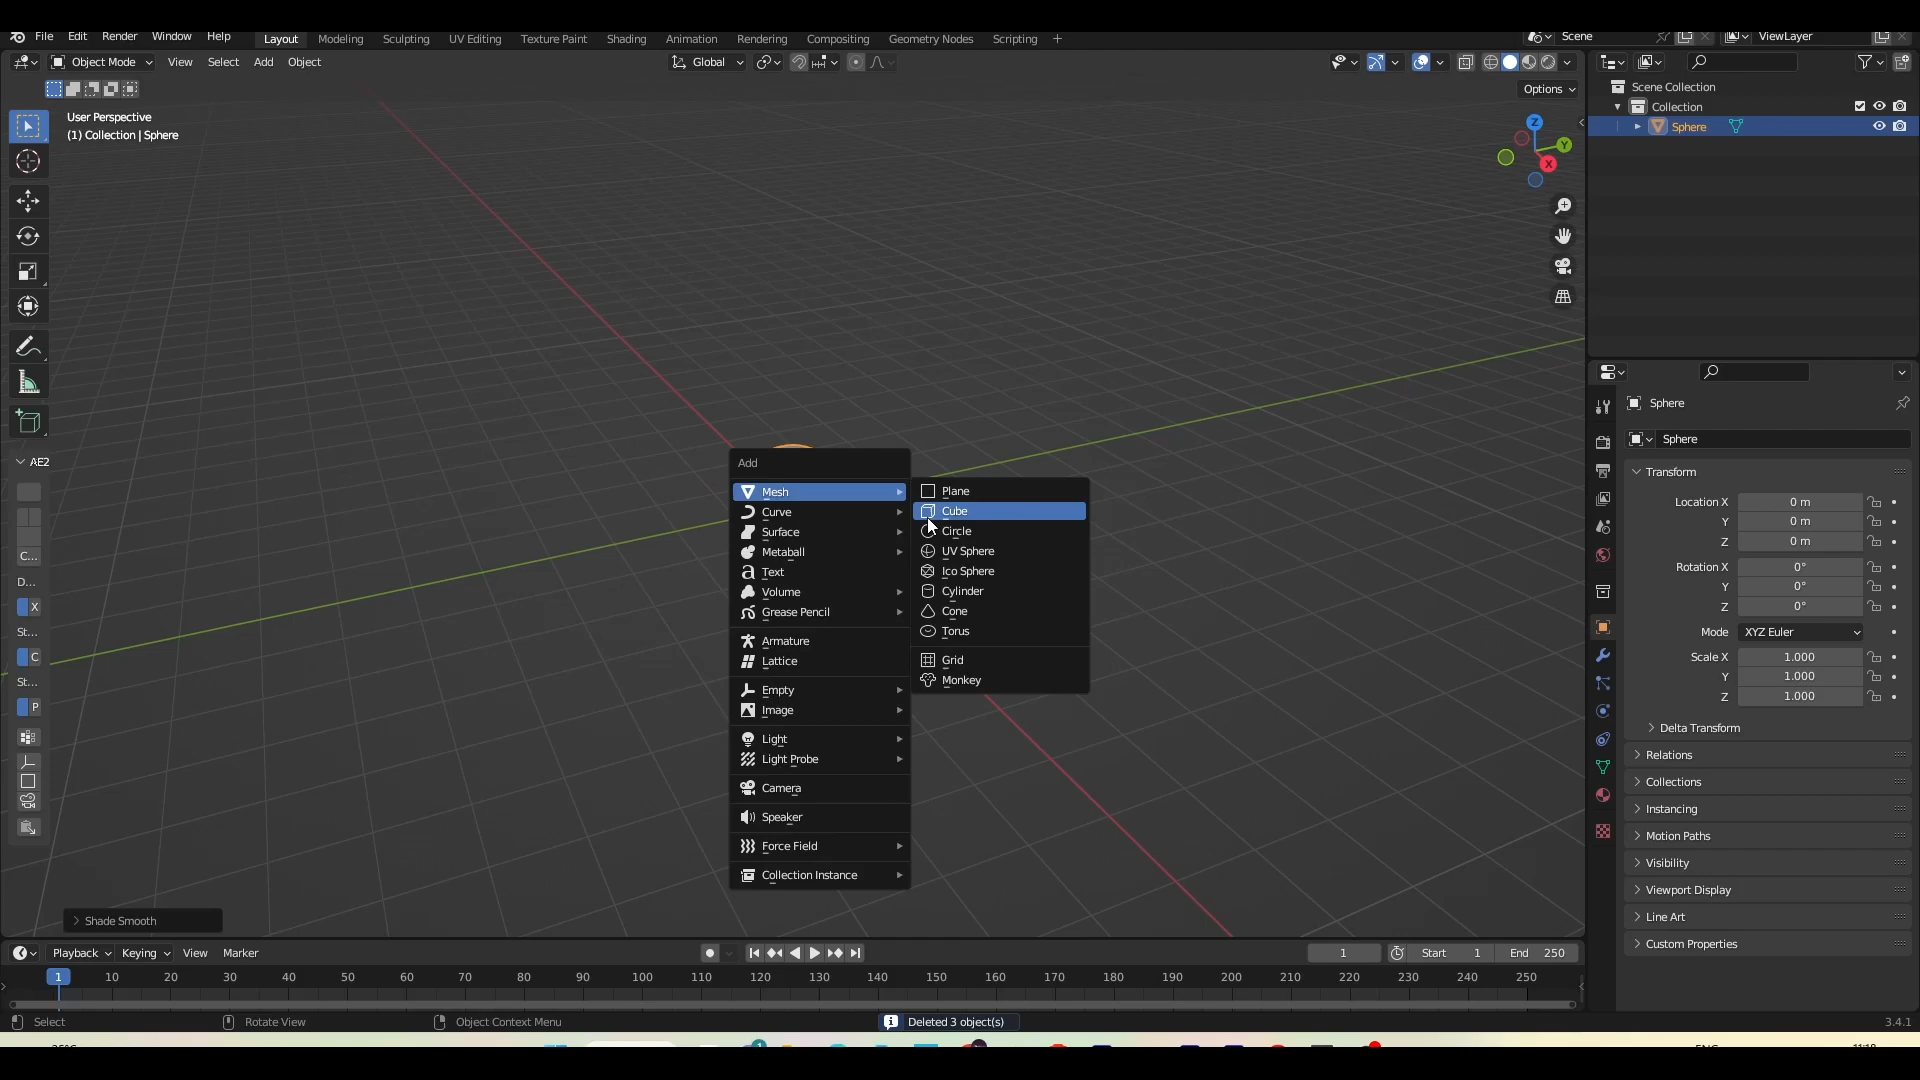 File Edit Render Window Help
Layout Modeling Sculpting UV Editing Texture Paint Shading Animation Rendering Compositing Geometry Nodes Scripting +
Scene
ViewLayer
Object Mode View Select Add Object
Global
Options
User Perspective
(1) Collection | Sphere
Z
Y
X
Scene Collection
Collection
Sphere
AE2
C...
D...
X
St...
C
St...
P
Add
Mesh
Curve
Surface
Metaball
Text
Volume
Grease Pencil
Armature
Lattice
Empty
Image
Light
Light Probe
Camera
Speaker
Force Field
Collection Instance
Plane
Cube
Circle
UV Sphere
Ico Sphere
Cylinder
Cone
Torus
Grid
Monkey
Sphere
Sphere
Transform
Location X 0 m
Y 0 m
Z 0 m
Rotation X 0°
Y 0°
Z 0°
Mode XYZ Euler
Scale X 1.000
Y 1.000
Z 1.000
Delta Transform
Relations
Collections
Instancing
Motion Paths
Visibility
Viewport Display
Line Art
Custom Properties
Shade Smooth
Playback Keying View Marker
1 Start 1 End 250
1 10 20 30 40 50 60 70 80 90 100 110 120 130 140 150 160 170 180 190 200 210 220 230 240 250
Select Rotate View Object Context Menu Deleted 3 object(s) 3.4.1